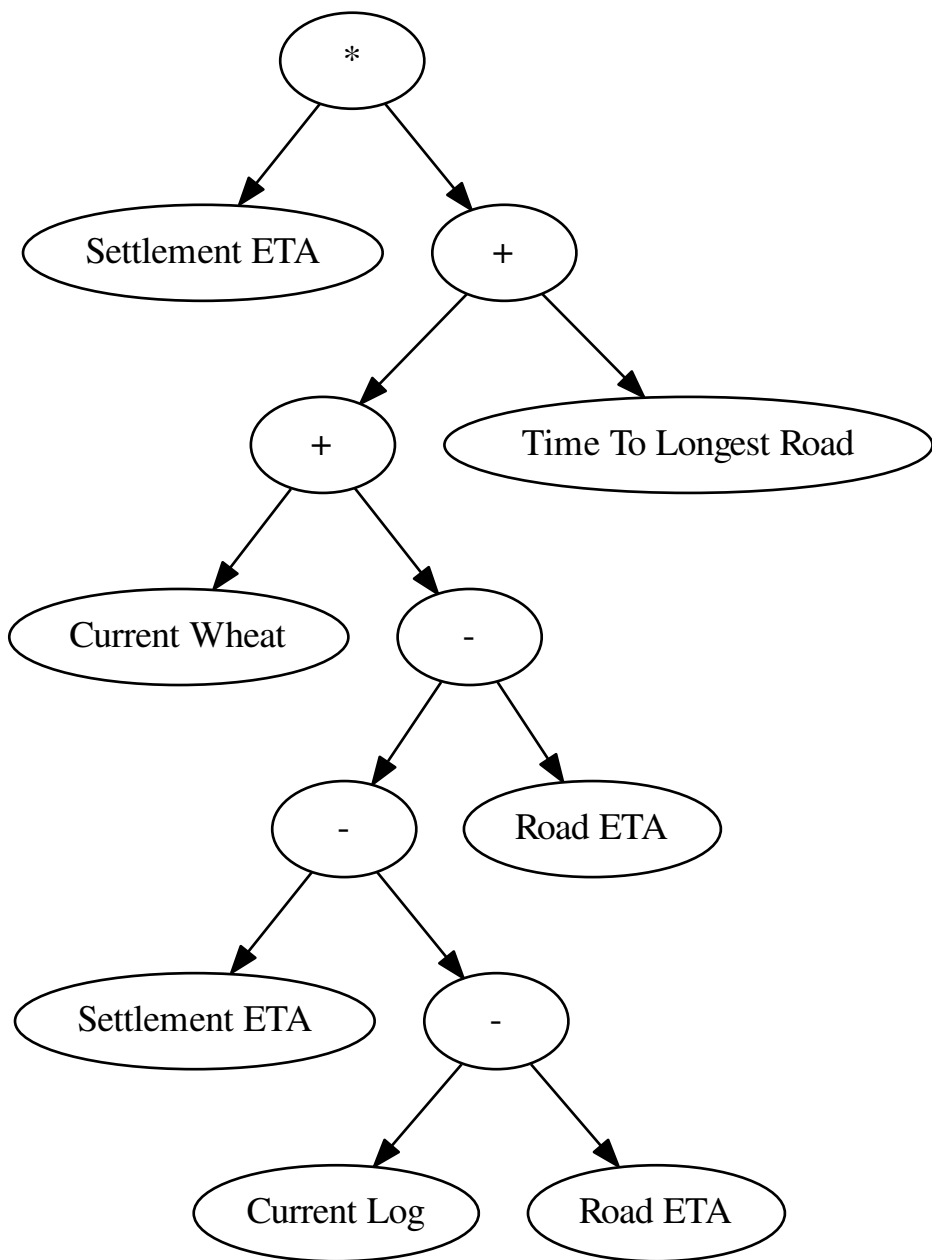 *
Settlement ETA
+
+
Time To Longest Road
Current Wheat
-
-
Road ETA
Settlement ETA
-
Current Log
Road ETA